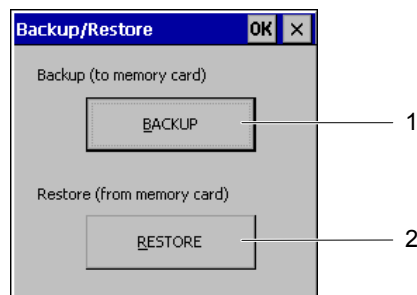 Backup/Restore OK ×
Backup (to memory card)
BACKUP 1
Restore (from memory card)
RESTORE 2